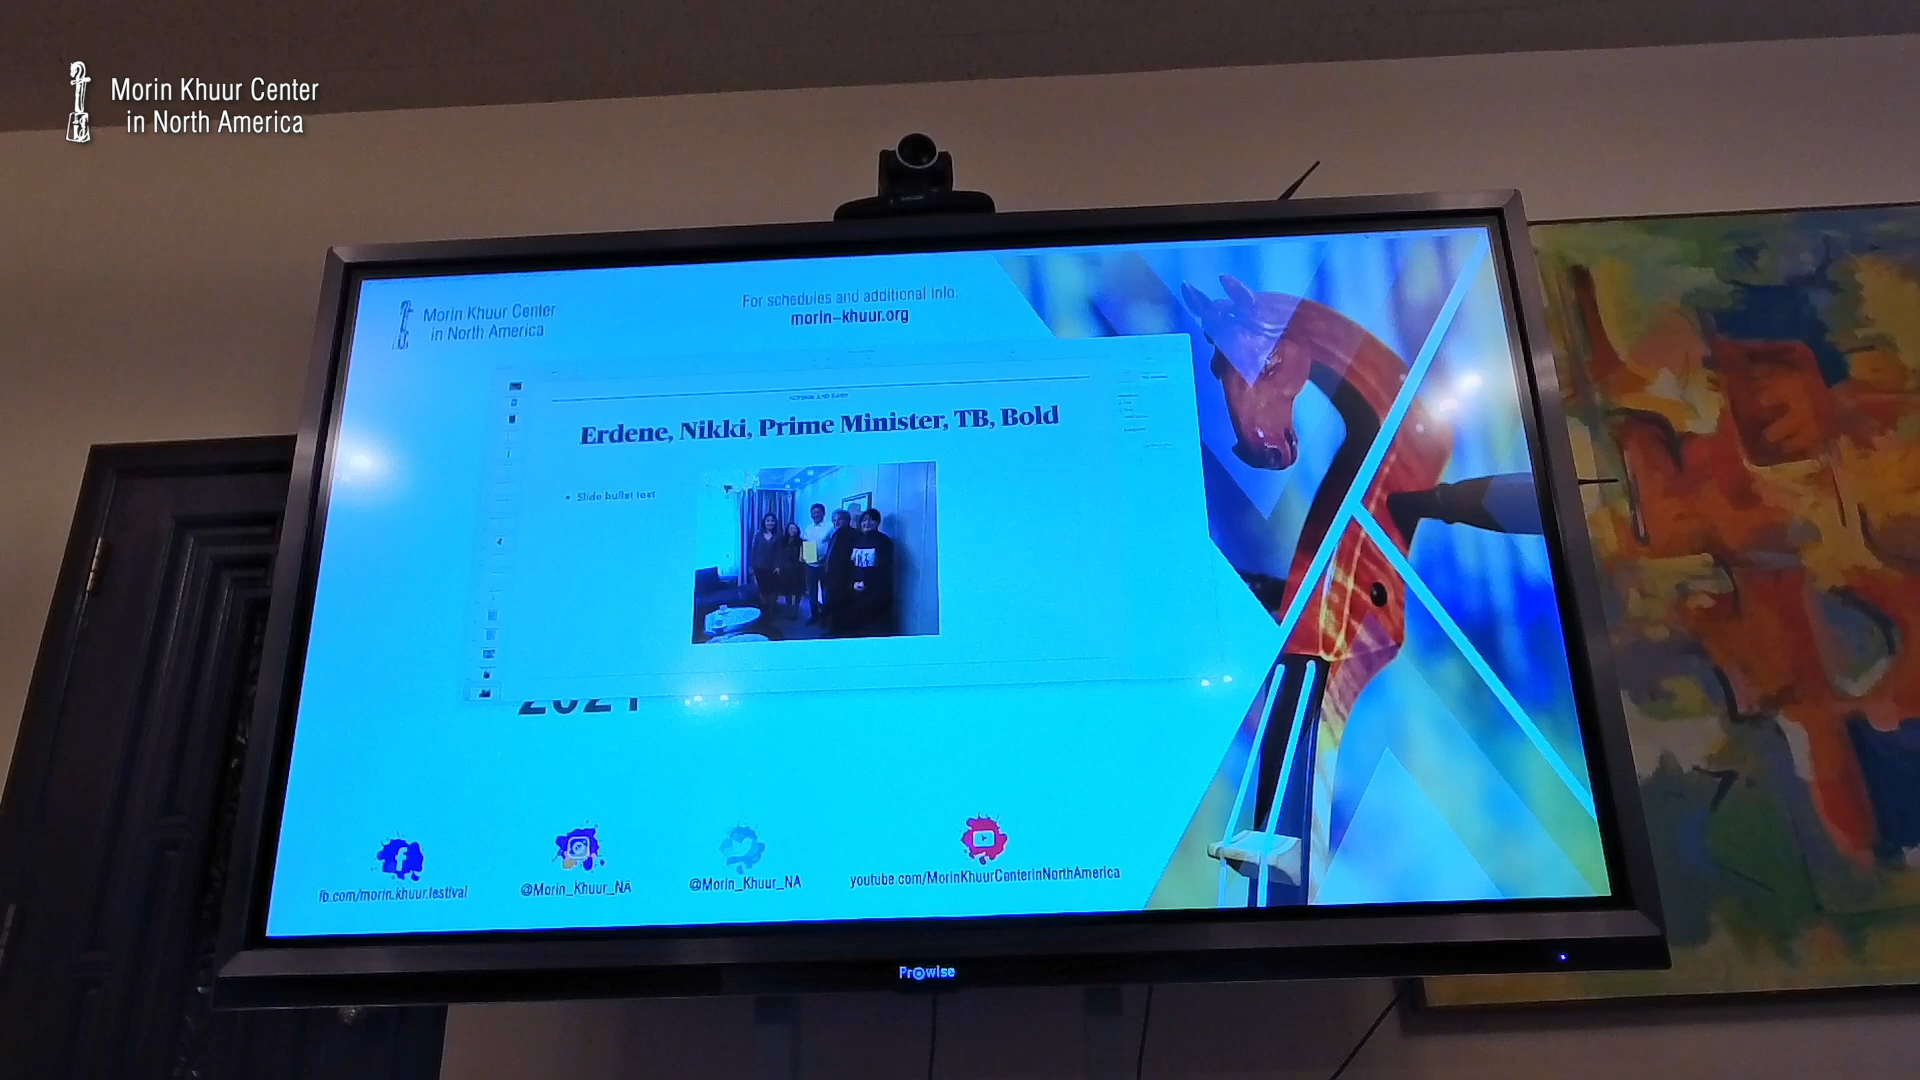 Morin Khuur Center
in North America
Morin Khuur Center
in North America
For schedules and additional info:
morin-khuur.org
Erdene, Nikki, Prime Minister, TB, Bold
• Slide bullet text
2021
fb.com/morin.khuur.festival
@Morin_Khuur_NA
@Morin_Khuur_NA
youtube.com/MorinKhuurCenterinNorthAmerica
Prowise